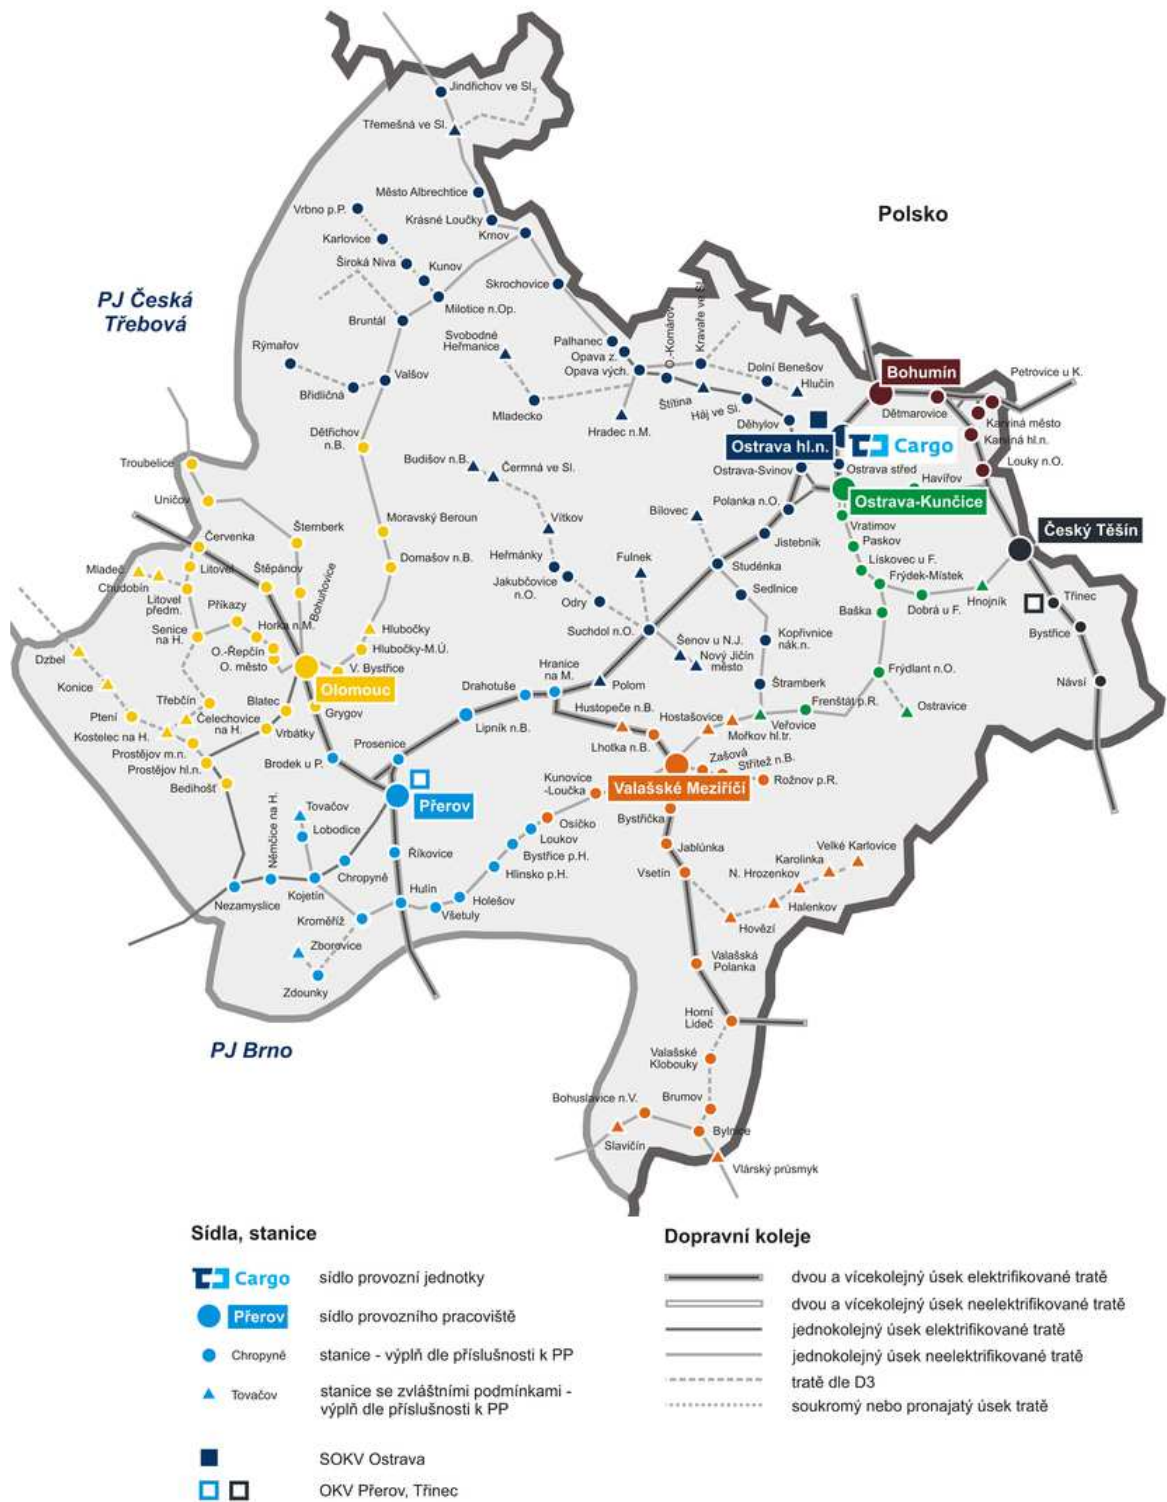 Jindřichov ve Sl.
Třemešná ve Sl.
Město Albrechtice
Vrbno p.P.
Krásné Loučky
Polsko
Krnov
Karlovice
Široká Niva
Kunov
Skrochovice
PJ Česká
Třebová
Milotice n.Op.
Bruntál
Svobodné
Heřmanice
Palhanec
Opava z.
Opava vých.
O.-Komárov
Kravaře ve Sl.
Rýmařov
Valšov
Břidličná
Mladecko
Hradec n.M.
Štítina
Háj ve Sl.
Dolní Benešov
Hlučín
Děhylov
Bohumín
Petrovice u K.
Dětmarovice
Karviná město
Karviná hl.n.
Louky n.O.
Dětřichov
n.B.
Ostrava hl.n.
Cargo
Troubelice
Budišov n.B.
Čermná ve Sl.
Ostrava-Svinov
Ostrava střed
Havířov
Uničov
Polanka n.O.
Ostrava-Kunčice
Šternberk
Moravský Beroun
Vítkov
Bílovec
Vratimov
Český Těšín
Červenka
Jistebník
Paskov
Mladeč
Litovel
Štěpánov
Bohuňovice
Domašov n.B.
Heřmánky
Fulnek
Studénka
Lískovec u F.
Chudobín
Jakubčovice
n.O.
Sedlnice
Frýdek-Místek
Litovel
předm.
Příkazy
Odry
Baška
Dobrá u F.
Hnojník
Třinec
Senice
na H.
Horka n.M.
Hlubočky
Suchdol n.O.
Kopřivnice
nák.n.
Bystřice
Dzbel
O.-Řepčín
O. město
Hlubočky-M.Ú.
Šenov u N.J.
Nový Jičín
město
V. Bystřice
Hranice
na M.
Frýdlant n.O.
Návsí
Konice
Třebčín
Olomouc
Drahotuše
Polom
Štramberk
Blatec
Grygov
Hustopeče n.B.
Hostašovice
Frenštát p.R.
Ostravice
Ptení
Čelechovice
na H.
Lipník n.B.
Veřovice
Kostelec na H.
Vrbátky
Mořkov hl.tr.
Prostějov m.n.
Prosenice
Lhotka n.B.
Zašová
Střítež n.B.
Prostějov hl.n.
Brodek u P.
Bedihošť
Kunovice
-Loučka
Valašské Meziříčí
Rožnov p.R.
Přerov
Němčice na H.
Tovačov
Lobodice
Osíčko
Bystřička
Loukov
Říkovice
Bystřice p.H.
Jablůnka
Velké Karlovice
Karolinka
Hlinsko p.H.
Vsetín
N. Hrozenkov
Chropyně
Hulín
Holešov
Nezamyslice
Kojetín
Halenkov
Kroměříž
Všetuly
Hovězí
Zborovice
Valašská
Polanka
Zdounky
Horní
Lideč
PJ Brno
Valašské
Klobouky
Bohuslavice n.V.
Brumov
Slavičín
Bylnice
Vlárský průsmyk
Sídla, stanice
Cargo
sídlo provozní jednotky
Přerov
sídlo provozního pracoviště
Chropyně
stanice - výplň dle příslušnosti k PP
Tovačov
stanice se zvláštními podmínkami -
výplň dle příslušnosti k PP
SOKV Ostrava
OKV Přerov, Třinec
Dopravní koleje
dvou a vícekolejný úsek elektrifikované tratě
dvou a vícekolejný úsek neelektrifikované tratě
jednokolejný úsek elektrifikované tratě
jednokolejný úsek neelektrifikované tratě
tratě dle D3
soukromý nebo pronajatý úsek tratě